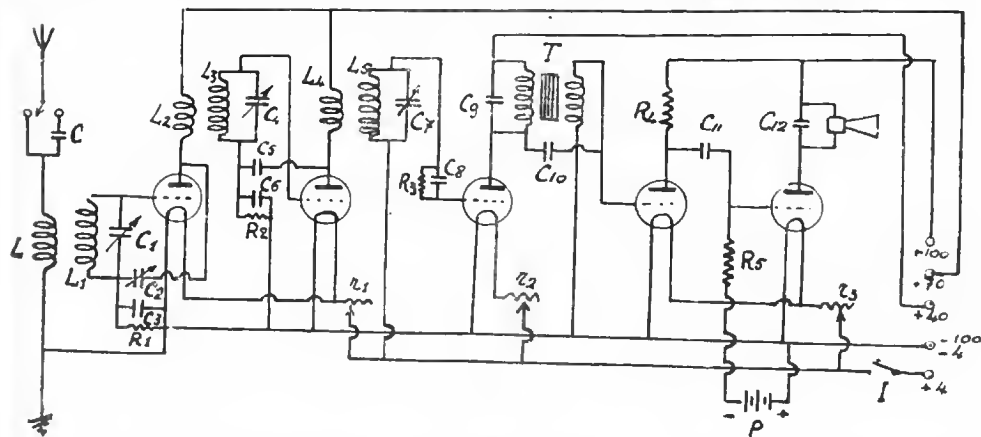 C
L
L1
C1
C2
C3
R1
L2
L3
C4
C5
C6
R2
L4
r1
L5
C7
R3
C8
C9
T
C10
r2
R4
C11
C12
R5
r3
+100
+70
+40
-100
-4
+4
I
- P +